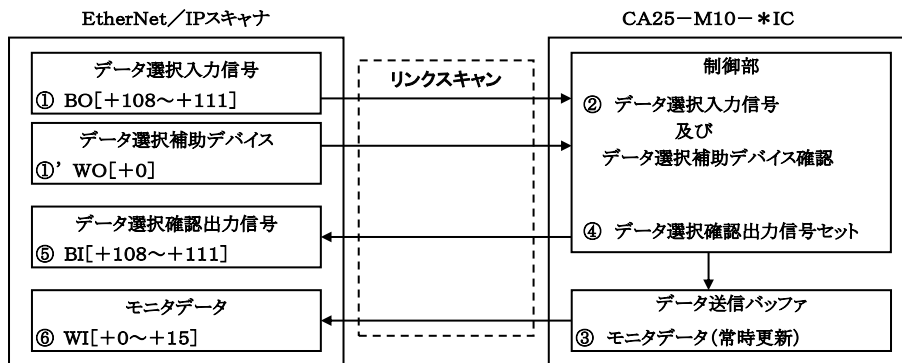 EtherNet/IPスキャナ
CA25-M10-*IC
データ選択入力信号
① BO[+108~+111]
データ選択補助デバイス
①' WO[+0]
データ選択確認出力信号
⑤ BI[+108~+111]
モニタデータ
⑥ WI[+0~+15]
リンクスキャン
制御部
② データ選択入力信号
及び
データ選択補助デバイス確認
④ データ選択確認出力信号セット
データ送信バッファ
③ モニタデータ(常時更新)